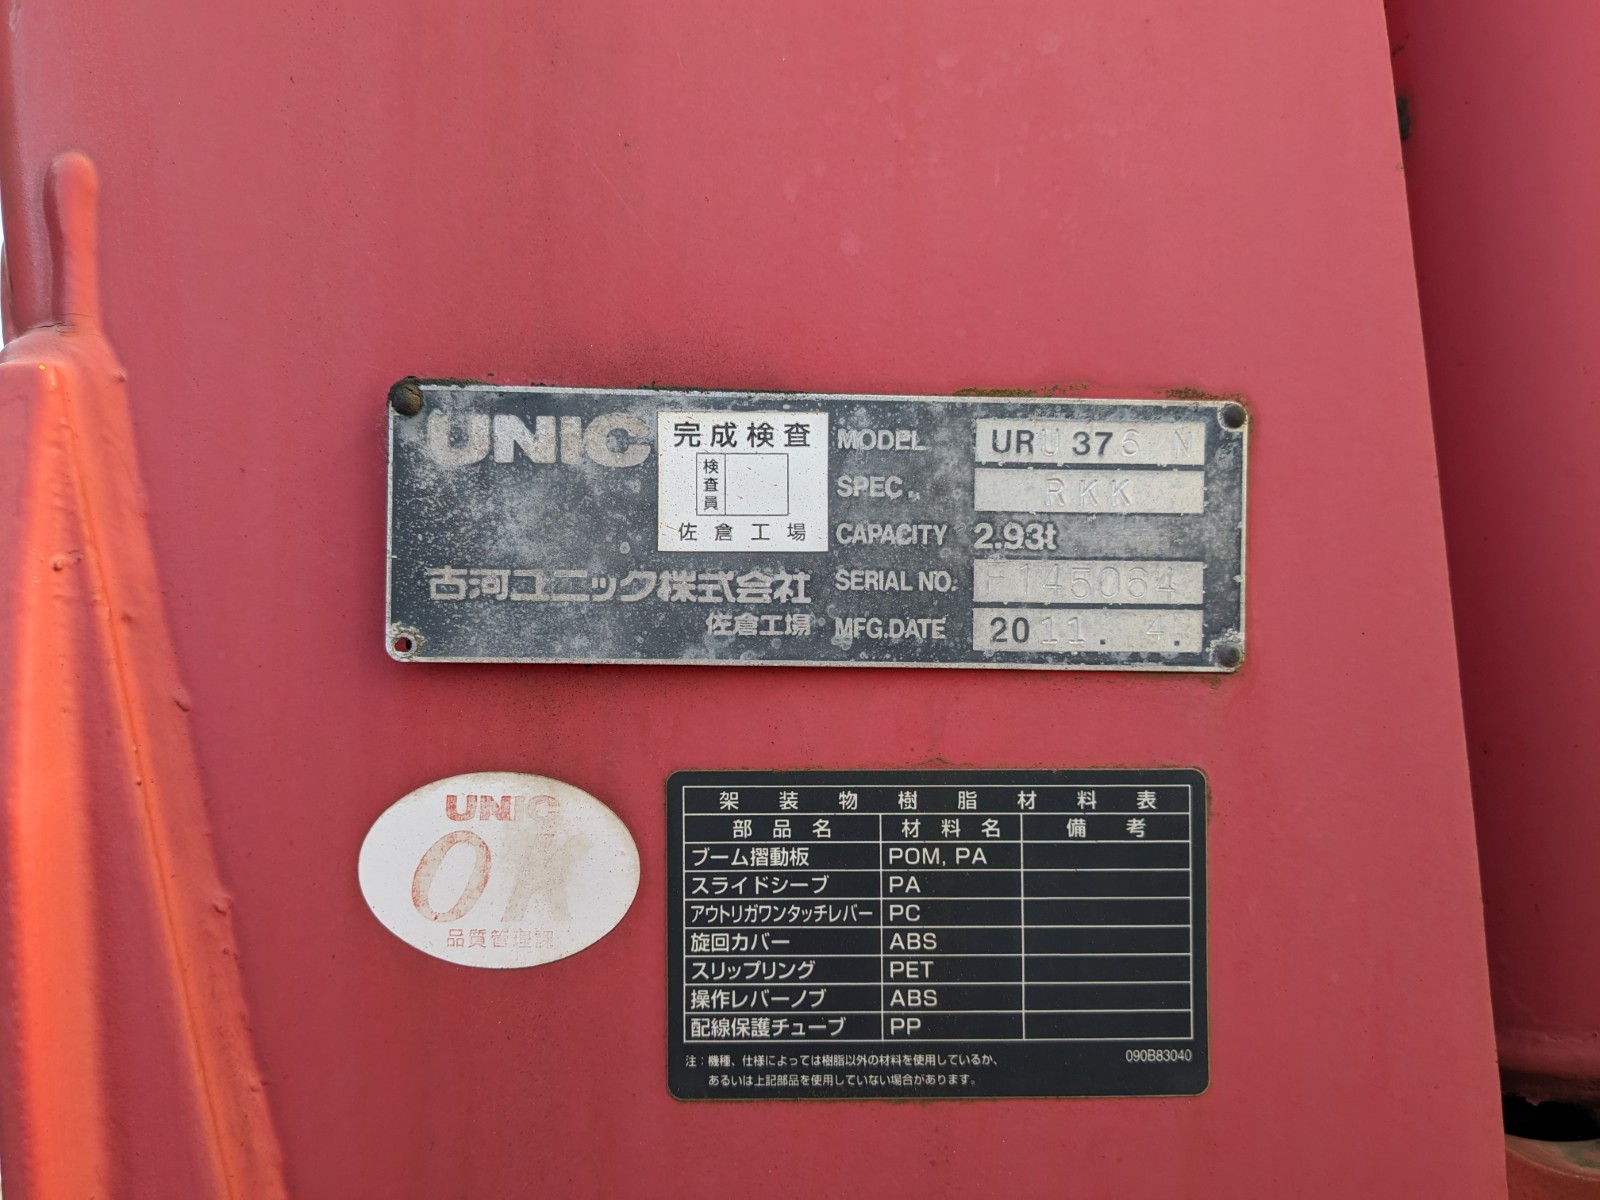 UNIC
完成検査
検査員
佐倉工場
古河ユニック株式会社
佐倉工場
MODEL URU376 N
SPEC. RKK
CAPACITY 2.93t
SERIAL NO. F145064
MFG.DATE 2011. 4.
UNIC
OK
品質管理課
架装物樹脂材料表
部品名 材料名 備考
ブーム摺動板 POM, PA
スライドシーブ PA
アウトリガワンタッチレバー PC
旋回カバー ABS
スリップリング PET
操作レバーノブ ABS
配線保護チューブ PP
注：機種、仕様によっては樹脂以外の材料を使用しているか、
あるいは上記部品を使用していない場合があります。
090B83040